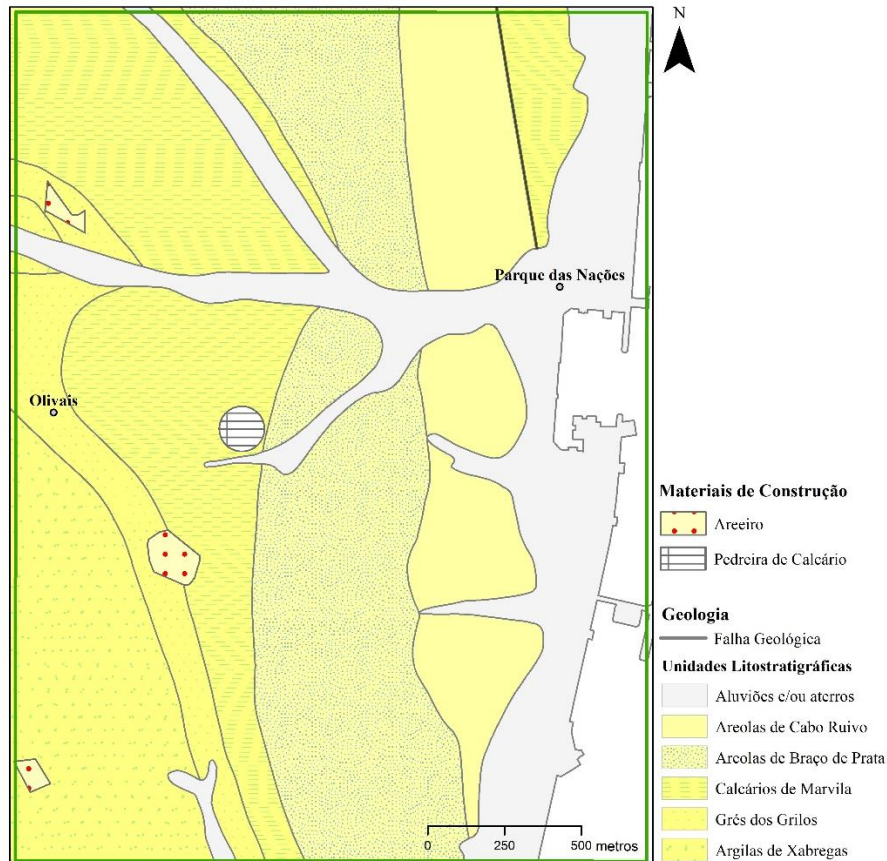 N
Parque das Nações
Olivais
Materiais de Construção
Areeiro
Pedreira de Calcário
Geologia
Falha Geológica
Unidades Litostratigráficas
Aluviões e/ou aterros
Areolas de Cabo Ruivo
Areolas de Braço de Prata
Calcários de Marvila
Grés dos Grilos
Argilas de Xabregas
0 250 500 metros